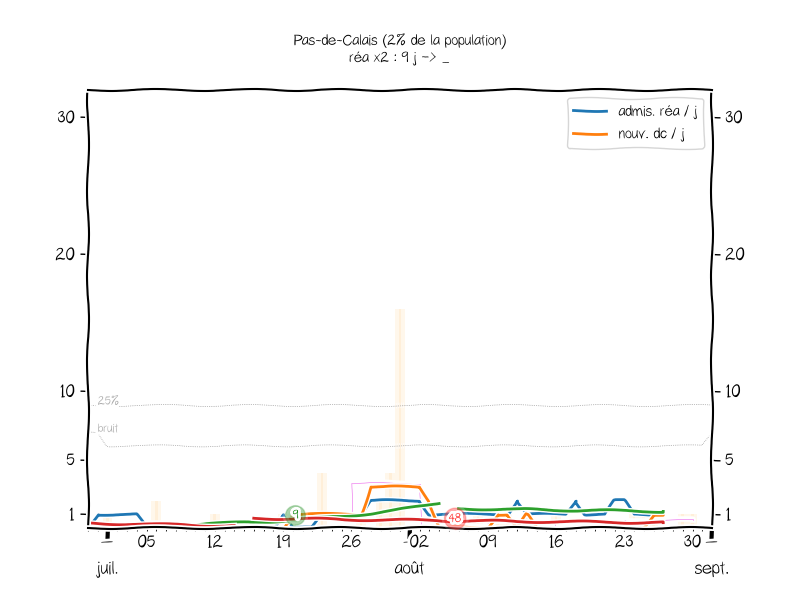 Pas-de-Calais (2% de la population)
réa x2 : 9 j -> _
admis. réa / j
nouv. dc / j
30
30
20
20
10
10
25%
bruit
5
5
9
48
1
1
05
12
19
26
02
09
16
23
30
juil.
août
sept.